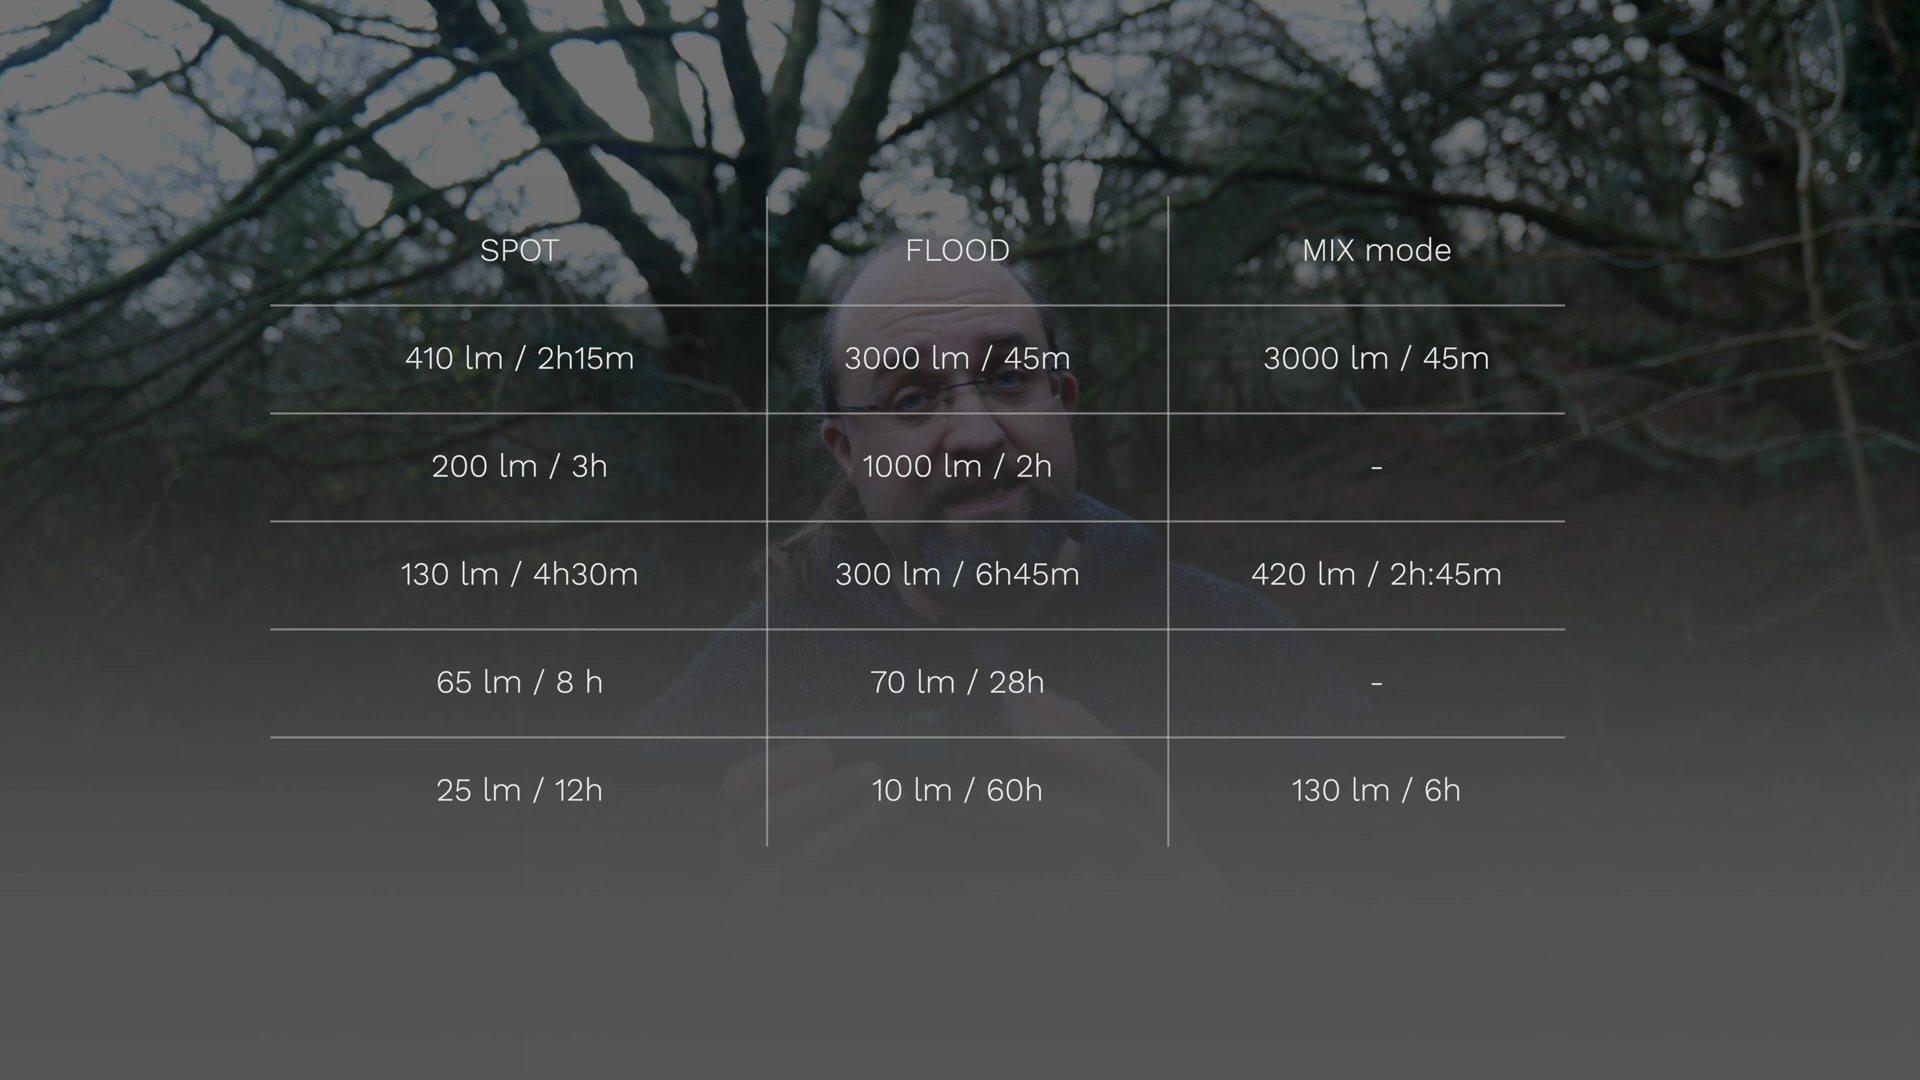 SPOT FLOOD MIX mode
410 lm / 2h15m 3000 lm / 45m 3000 lm / 45m
200 lm / 3h 1000 lm / 2h -
130 lm / 4h30m 300 lm / 6h45m 420 lm / 2h:45m
65 lm / 8 h 70 lm / 28h -
25 lm / 12h 10 lm / 60h 130 lm / 6h